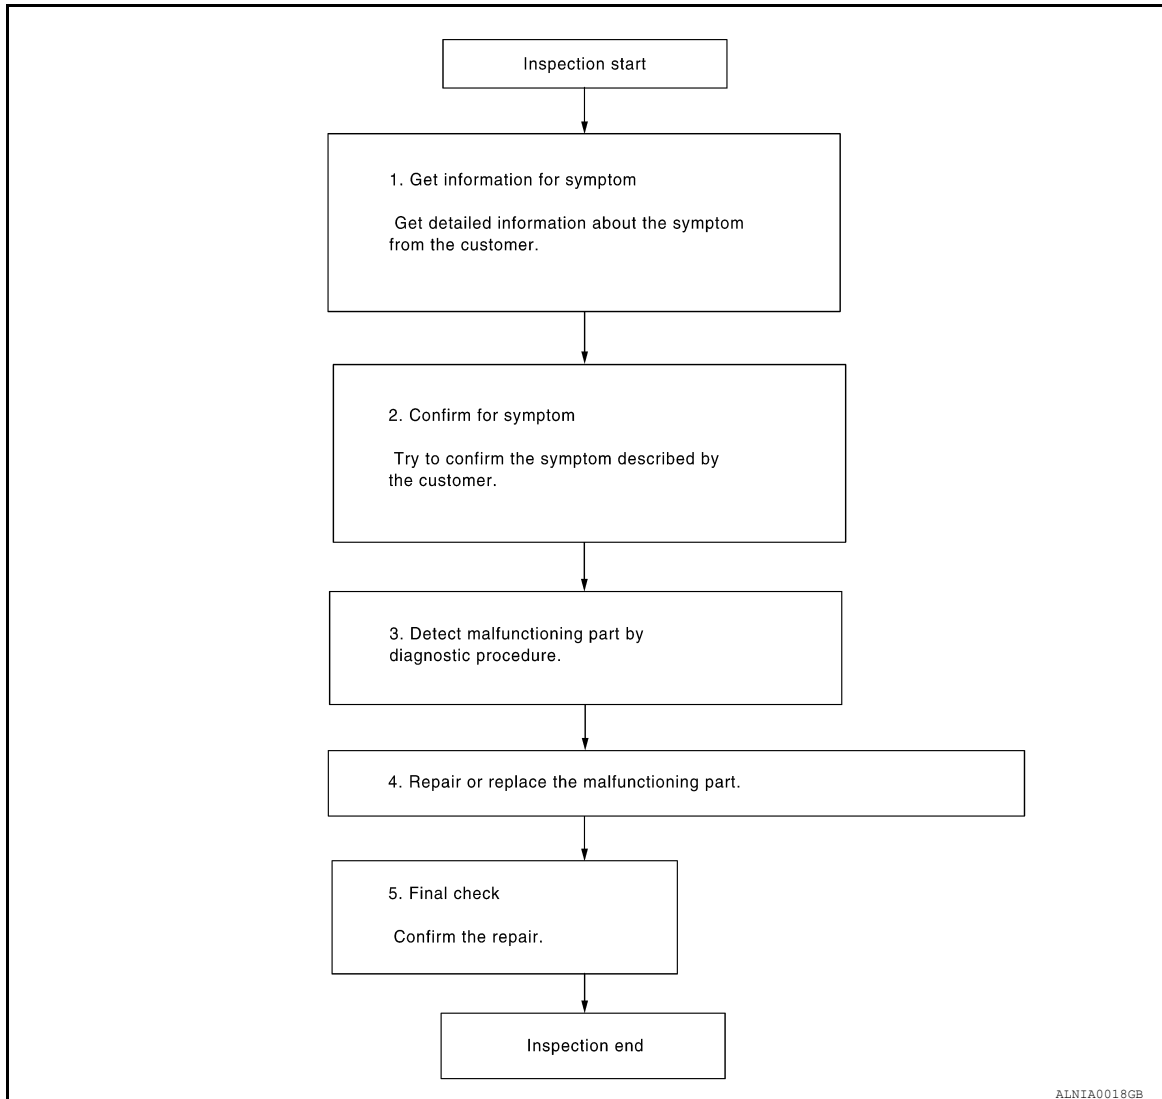 Inspection start
1. Get information for symptom
Get detailed information about the symptom
from the customer.
2. Confirm for symptom
Try to confirm the symptom described by
the customer.
3. Detect malfunctioning part by
diagnostic procedure.
4. Repair or replace the malfunctioning part.
5. Final check
Confirm the repair.
Inspection end
ALNIA0018GB